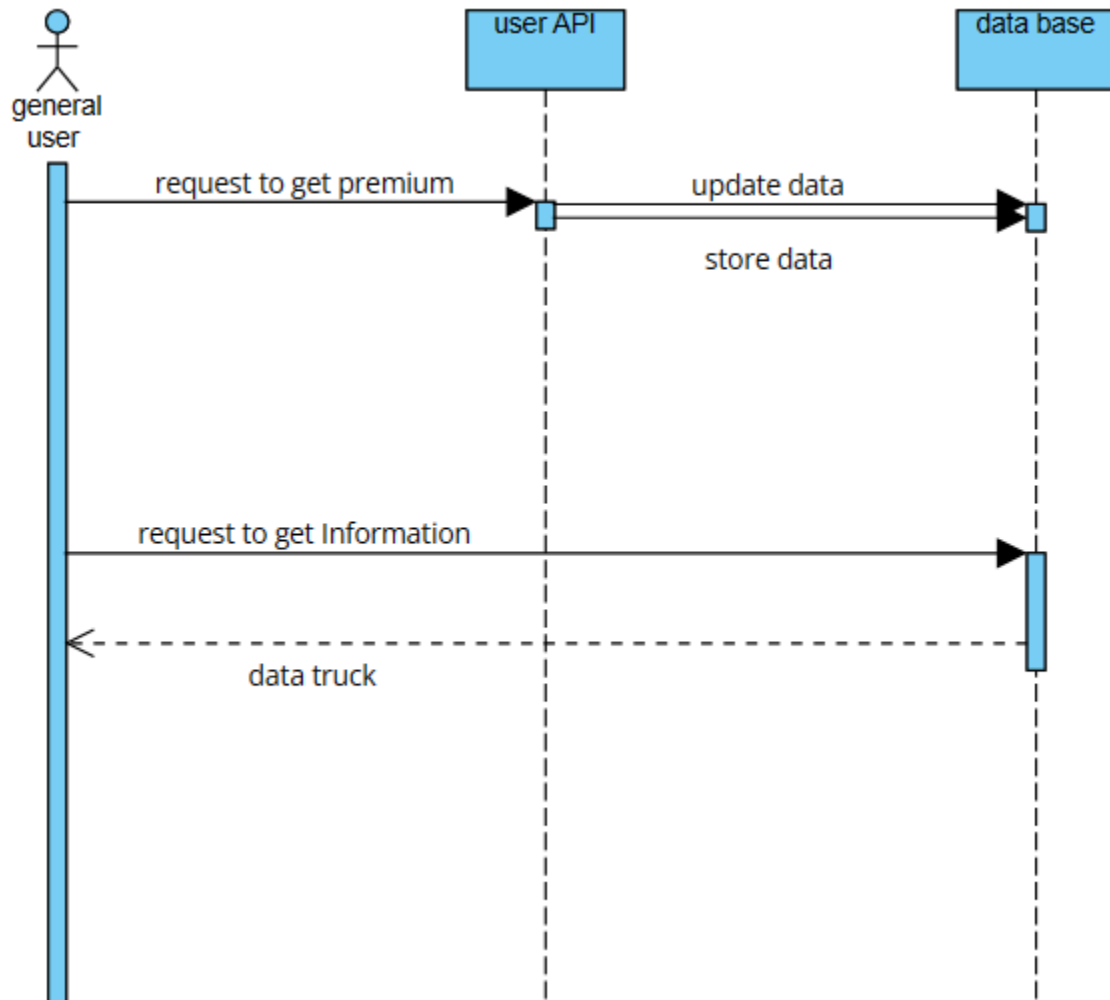 user API
data base
general
user
request to get premium
update data
store data
request to get Information
data truck